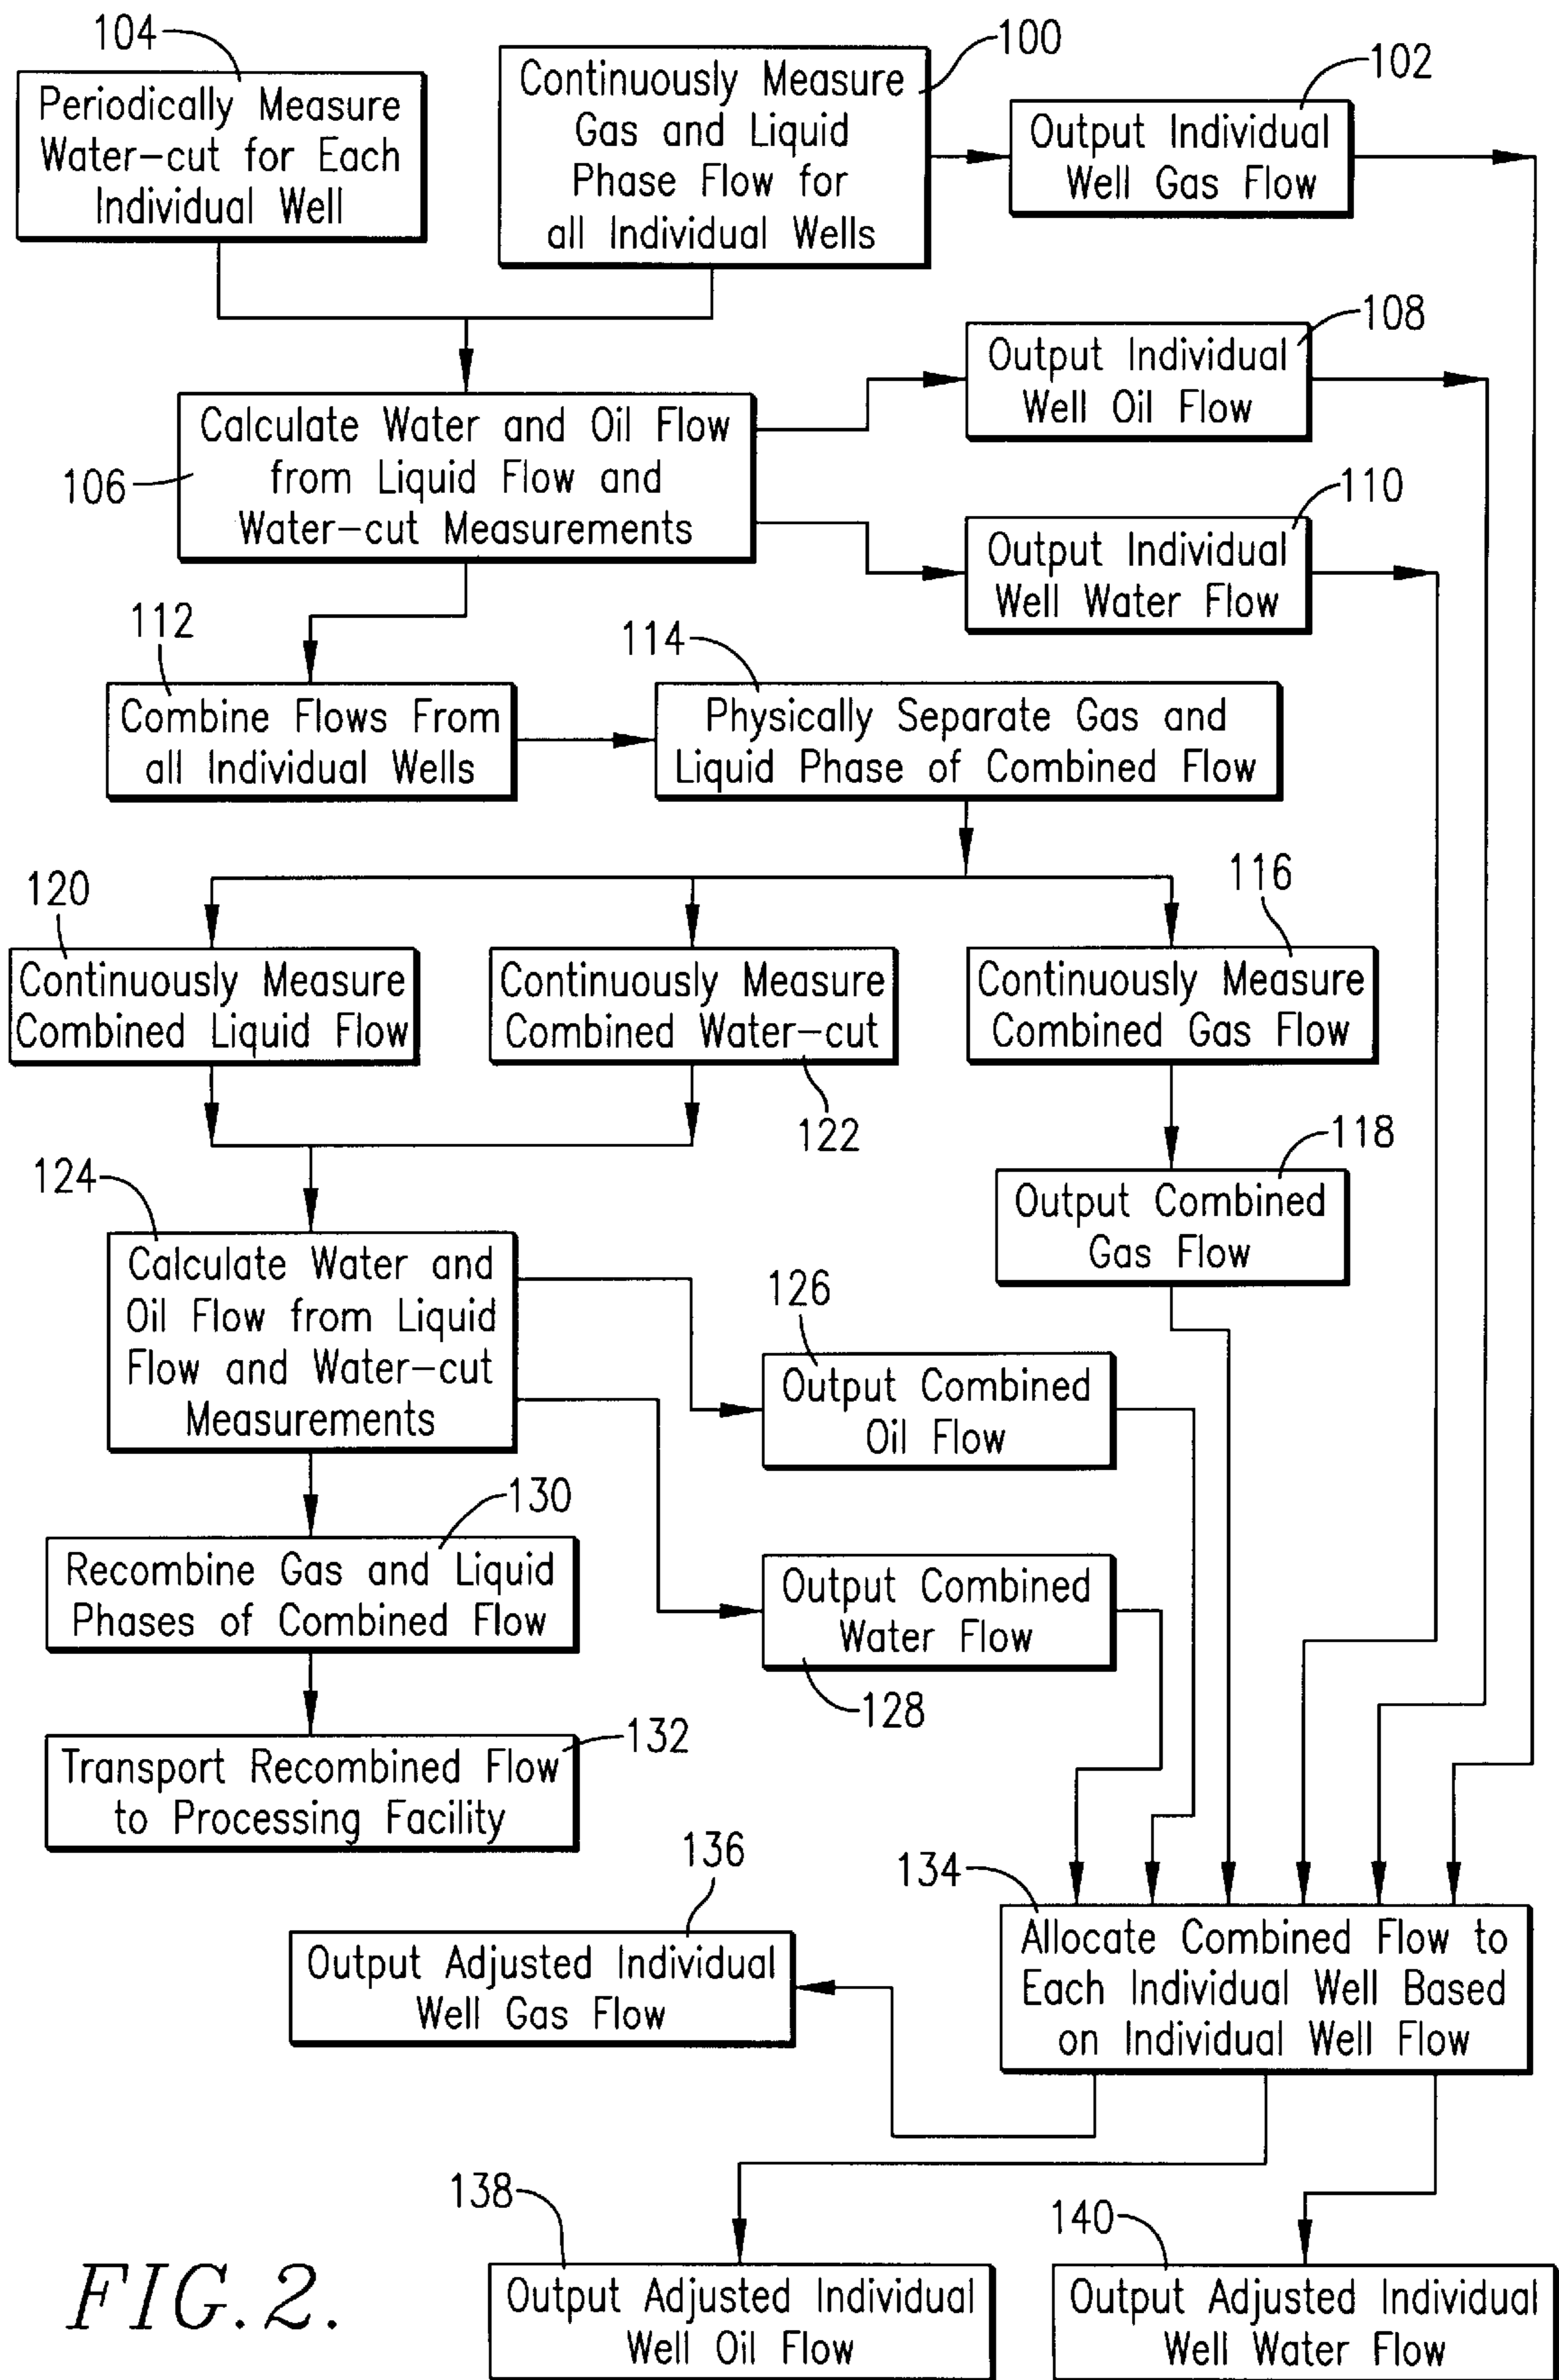 104
Periodically Measure
Water-cut for Each
Individual Well
100
Continuously Measure
Gas and Liquid
Phase Flow for
all Individual Wells
102
Output Individual
Well Gas Flow
108
Output Individual
Well Oil Flow
106
Calculate Water and Oil Flow
from Liquid Flow and
Water-cut Measurements
110
Output Individual
Well Water Flow
112
Combine Flows From
all Individual Wells
114
Physically Separate Gas and
Liquid Phase of Combined Flow
120
Continuously Measure
Combined Liquid Flow
Continuously Measure
Combined Water-cut
122
116
Continuously Measure
Combined Gas Flow
118
Output Combined
Gas Flow
124
Calculate Water and
Oil Flow from Liquid
Flow and Water-cut
Measurements
126
Output Combined
Oil Flow
130
Recombine Gas and Liquid
Phases of Combined Flow
Output Combined
Water Flow
128
132
Transport Recombined Flow
to Processing Facility
136
Output Adjusted Individual
Well Gas Flow
134
Allocate Combined Flow to
Each Individual Well Based
on Individual Well Flow
138
Output Adjusted Individual
Well Oil Flow
140
Output Adjusted Individual
Well Water Flow
FIG.2.